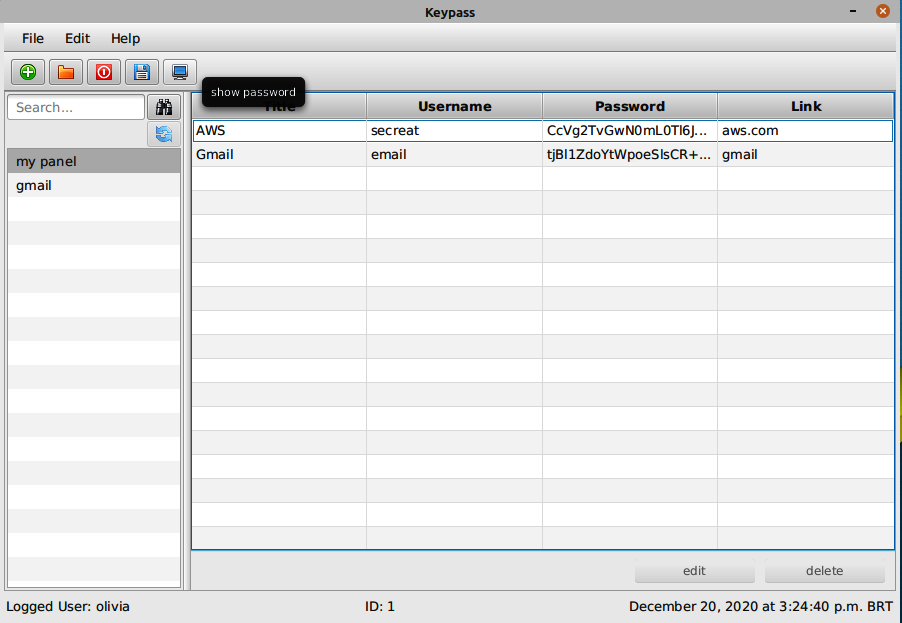 Keypass
File Edit Help
show password
Search...
Title Username Password Link
AWS secreat CcVg2TvGwN0mL0Tl6J... aws.com
Gmail email tjBl1ZdoYtWpoeSlsCR+... gmail
my panel
gmail
edit delete
Logged User: olivia ID: 1 December 20, 2020 at 3:24:40 p.m. BRT